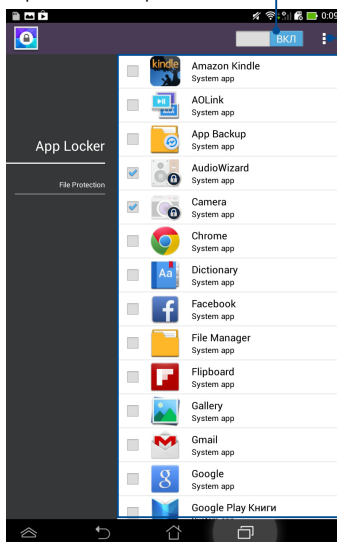 0:09
ВКЛ
App Locker
File Protection
kindle
Amazon Kindle
System app
AOLink
System app
App Backup
System app
AudioWizard
System app
Camera
System app
Chrome
System app
Aa
Dictionary
System app
f
Facebook
System app
File Manager
System app
Flipboard
System app
Gallery
System app
Gmail
System app
8
Google
System app
Google Play Книги